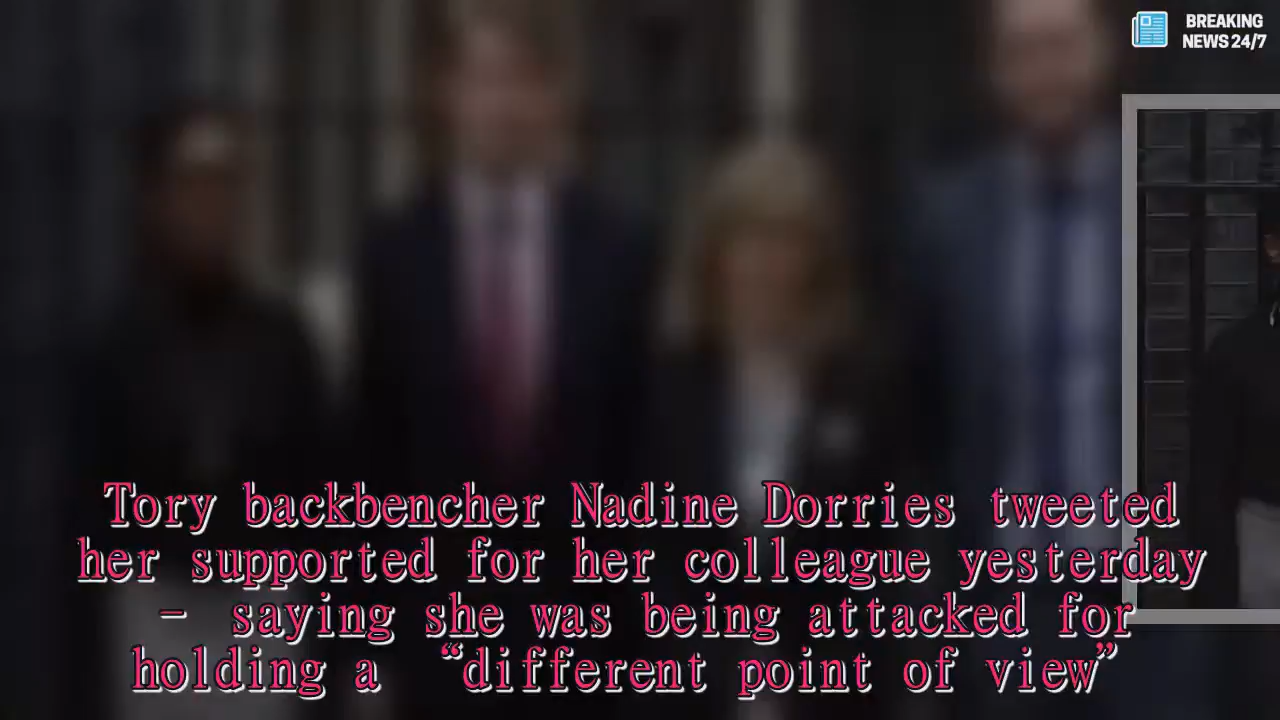 BREAKING
NEWS 24/7
Tory backbencher Nadine Dorries tweeted
her supported for her colleague yesterday
– saying she was being attacked for
holding a “different point of view”